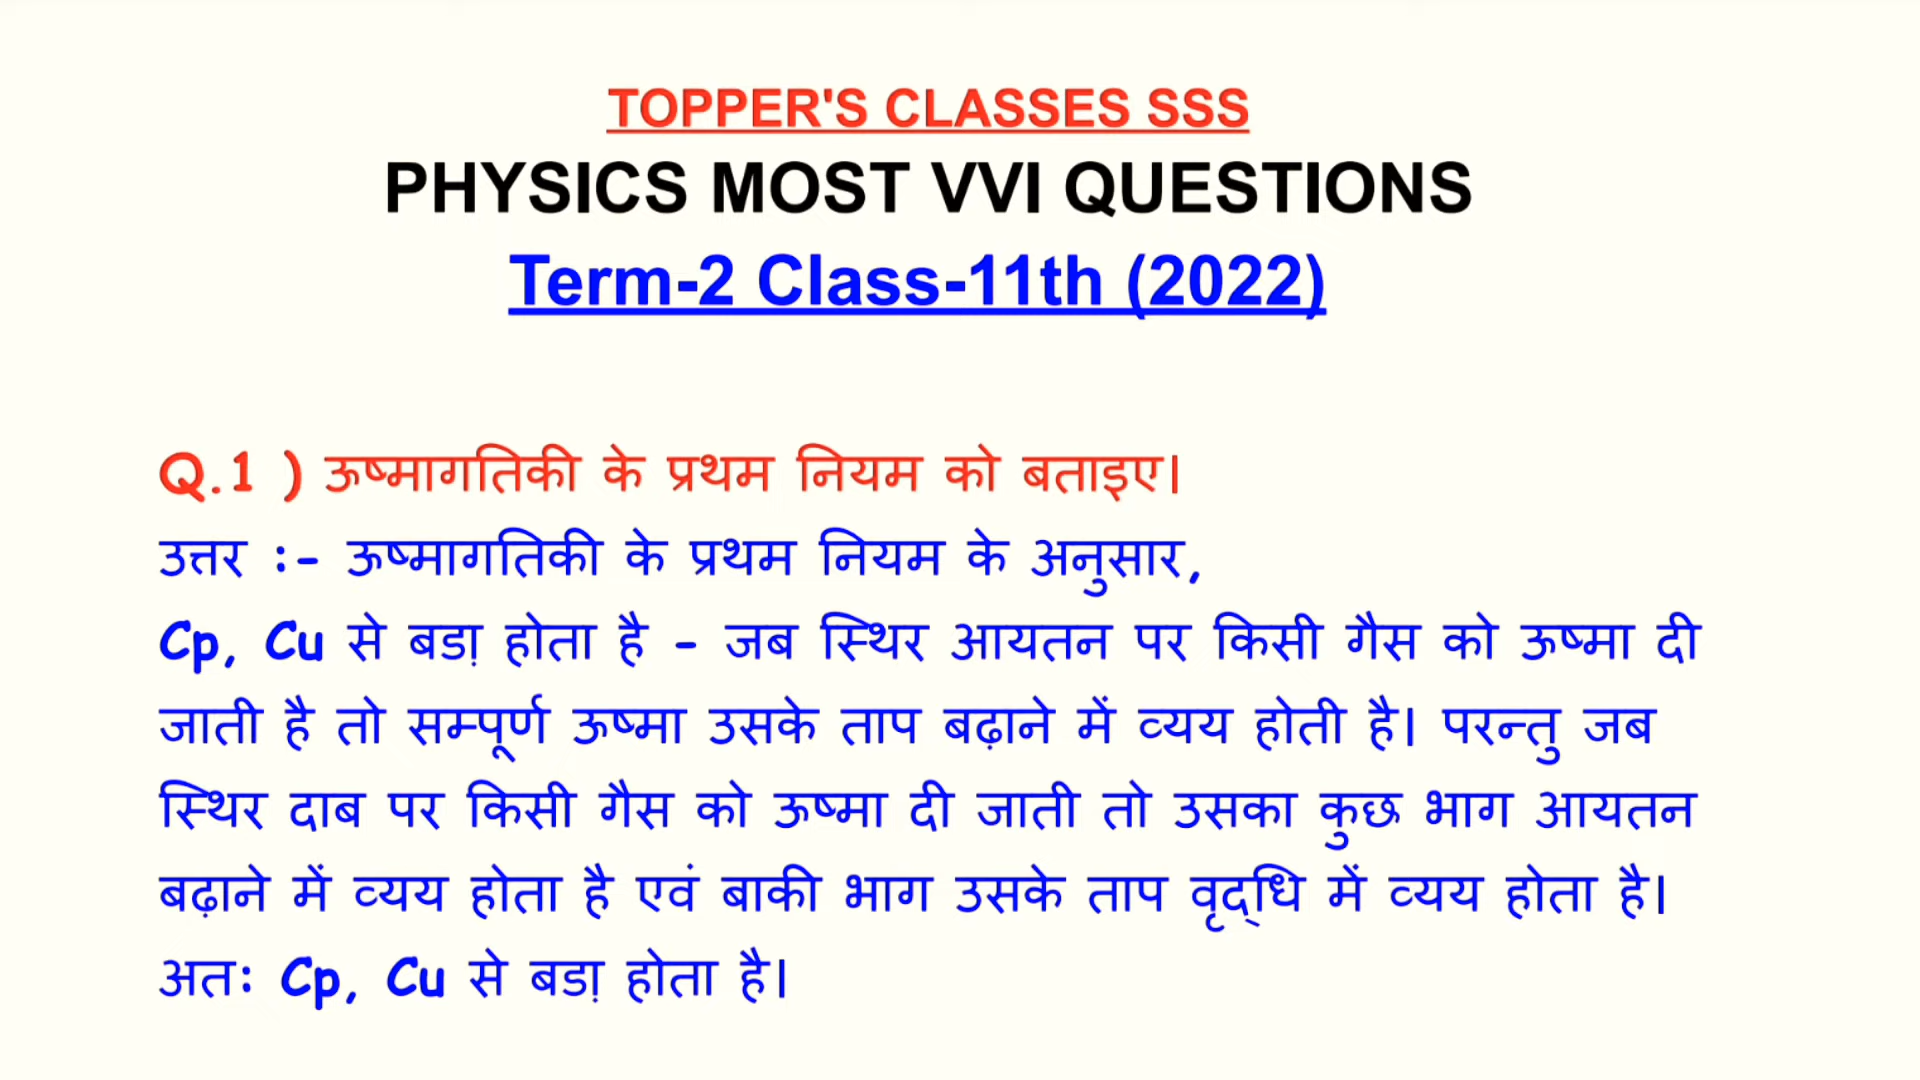 TOPPER'S CLASSES SSS
PHYSICS MOST VVI QUESTIONS
Term-2 Class-11th (2022)
Q.1 ) ऊष्मागतिकी के प्रथम नियम को बताइए।
उत्तर :- ऊष्मागतिकी के प्रथम नियम के अनुसार,
Cp, Cu से बडा़ होता है - जब स्थिर आयतन पर किसी गैस को ऊष्मा दी
जाती है तो सम्पूर्ण ऊष्मा उसके ताप बढ़ाने में व्यय होती है। परन्तु जब
स्थिर दाब पर किसी गैस को ऊष्मा दी जाती तो उसका कुछ भाग आयतन
बढ़ाने में व्यय होता है एवं बाकी भाग उसके ताप वृद्धि में व्यय होता है।
अतः Cp, Cu से बडा़ होता है।